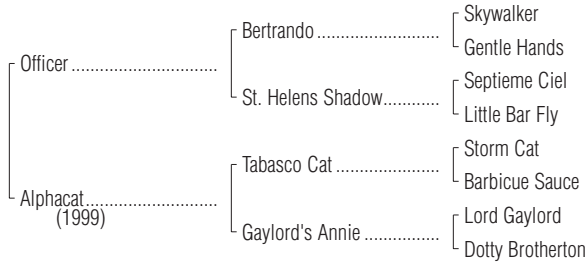 Skywalker
Bertrando
Gentle Hands
Officer
Septieme Ciel
St. Helens Shadow
Little Bar Fly
Storm Cat
Tabasco Cat
Barbicue Sauce
Alphacat
(1999)
Lord Gaylord
Gaylord's Annie
Dotty Brotherton